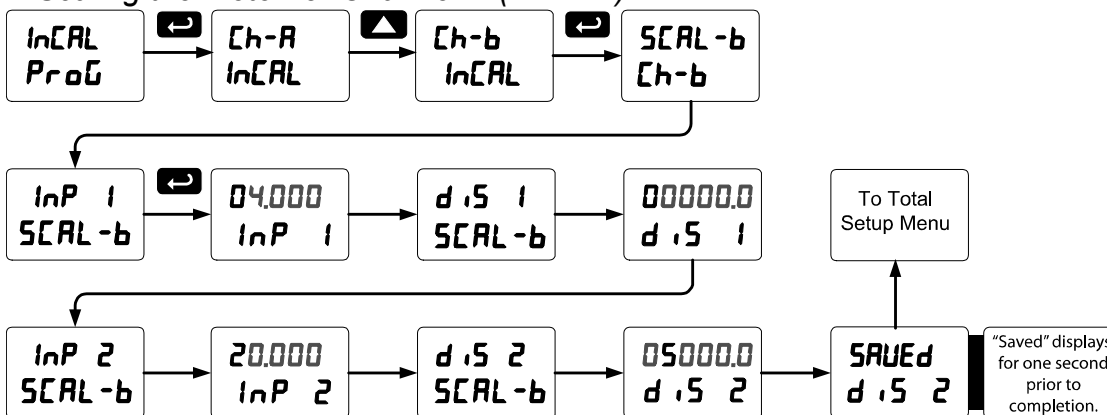 InCAL
ProG
Ch-A
InCAL
Ch-b
InCAL
SCAL-b
Ch-b
InP 1
SCAL-b
04.000
InP 1
diS 1
SCAL-b
00000.0
diS 1
To Total
Setup Menu
InP 2
SCAL-b
20.000
InP 2
diS 2
SCAL-b
05000.0
diS 2
SAVEd
diS 2
"Saved" displays
for one second
prior to
completion.